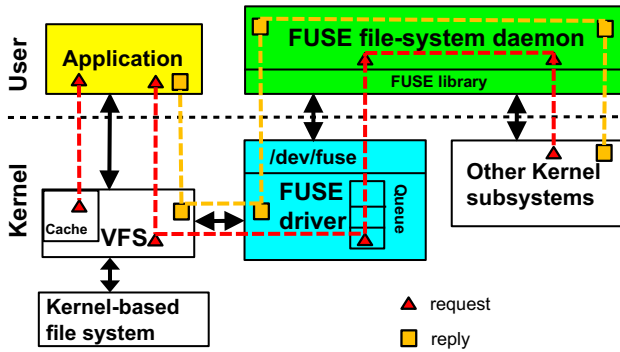 User
Application
FUSE file-system daemon
FUSE library
Kernel
Cache
VFS
/dev/fuse
FUSE
driver
Queue
Other Kernel
subsystems
Kernel-based
file system
request
reply